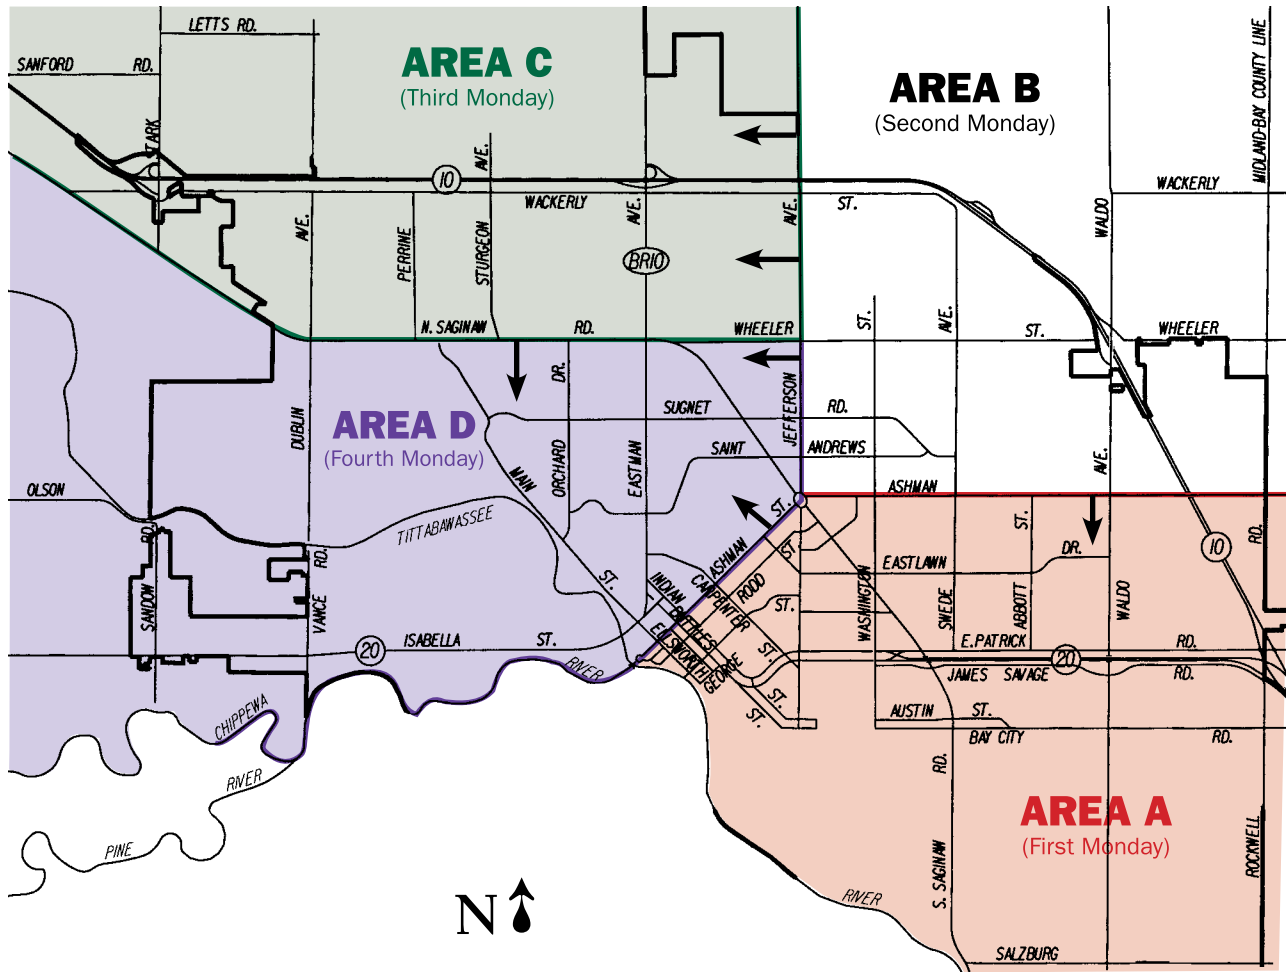 LETTS RD.
SANFORD RD.
STARK
AREA C
(Third Monday)
AREA B
(Second Monday)
MIDLAND-BAY COUNTY LINE
10
AVE.
WACKERLY
ST.
WACKERLY
AVE.
PERRINE
STURGEON
AVE.
BR10
AVE.
WALDO
N. SAGINAW RD.
WHEELER
ST.
AVE.
ST.
WHEELER
AREA D
(Fourth Monday)
DUBLIN
DR.
ORCHARD
EASTMAN
SUGNET
RD.
JEFFERSON
SAINT
ANDREWS
AVE.
MAIN
ST.
OLSON
RD.
TITTABAWASSEE
ASHMAN
ST.
ASHMAN
ST.
10
RD.
RD.
SANDOW
VANCE
INDIAN
CARPENTER
ST.
RODD
ST.
ST.
BUTTLES
ELLSWORTH
GEORGE
ST.
ST.
EASTLAWN
DR.
WASHINGTON
SWEDE
ABBOTT
WALDO
20
ISABELLA
ST.
RIVER
E. PATRICK
RD.
20
JAMES SAVAGE
RD.
AUSTIN
ST.
BAY CITY
RD.
CHIPPEWA
RIVER
PINE
RD.
AREA A
(First Monday)
S. SAGINAW
ROCKWELL
RIVER
N
SALZBURG